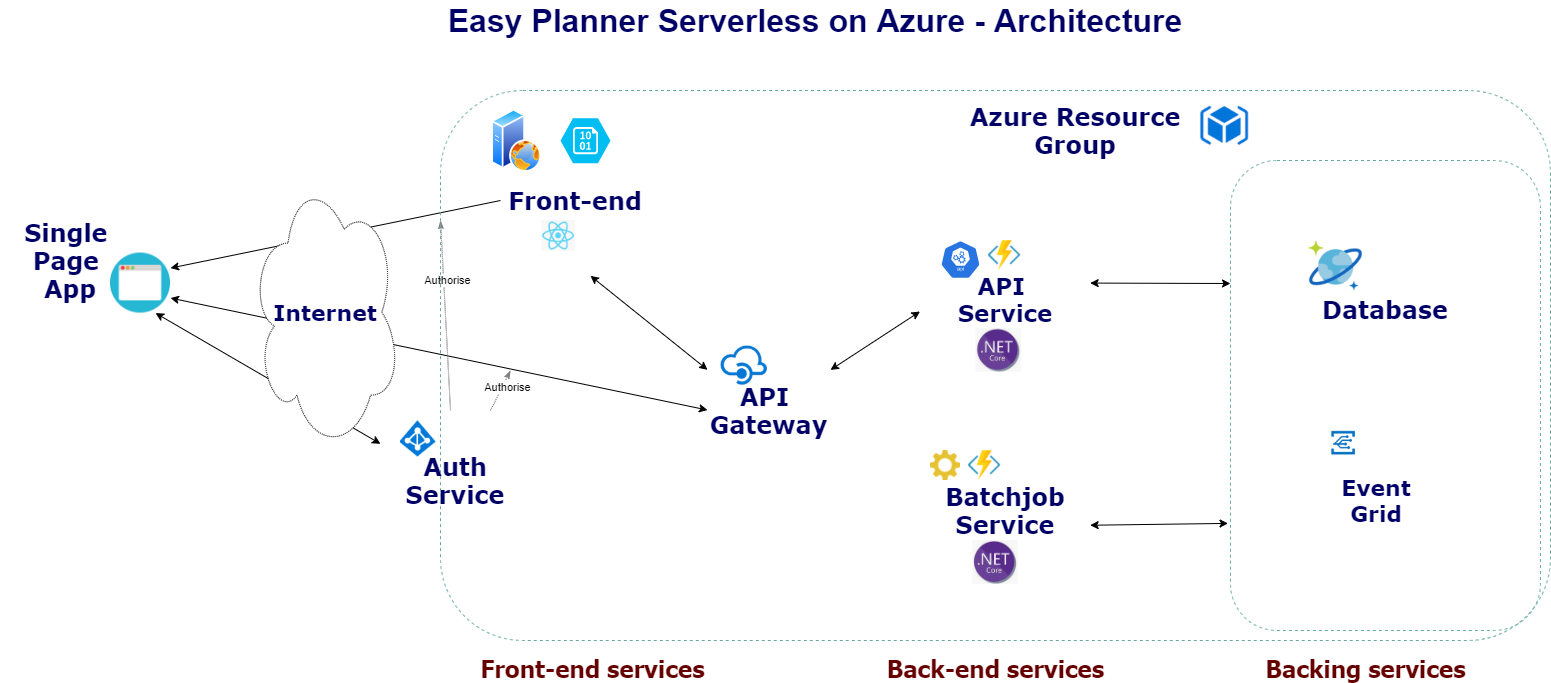 Easy Planner Serverless on Azure - Architecture
Azure Resource
Group
10
01
Front-end
Single
Page
App
Internet
Authorise
Authorise
API
Gateway
Auth
Service
API
Service
.NET
Core
Batchjob
Service
.NET
Core
Database
Event
Grid
Front-end services
Back-end services
Backing services